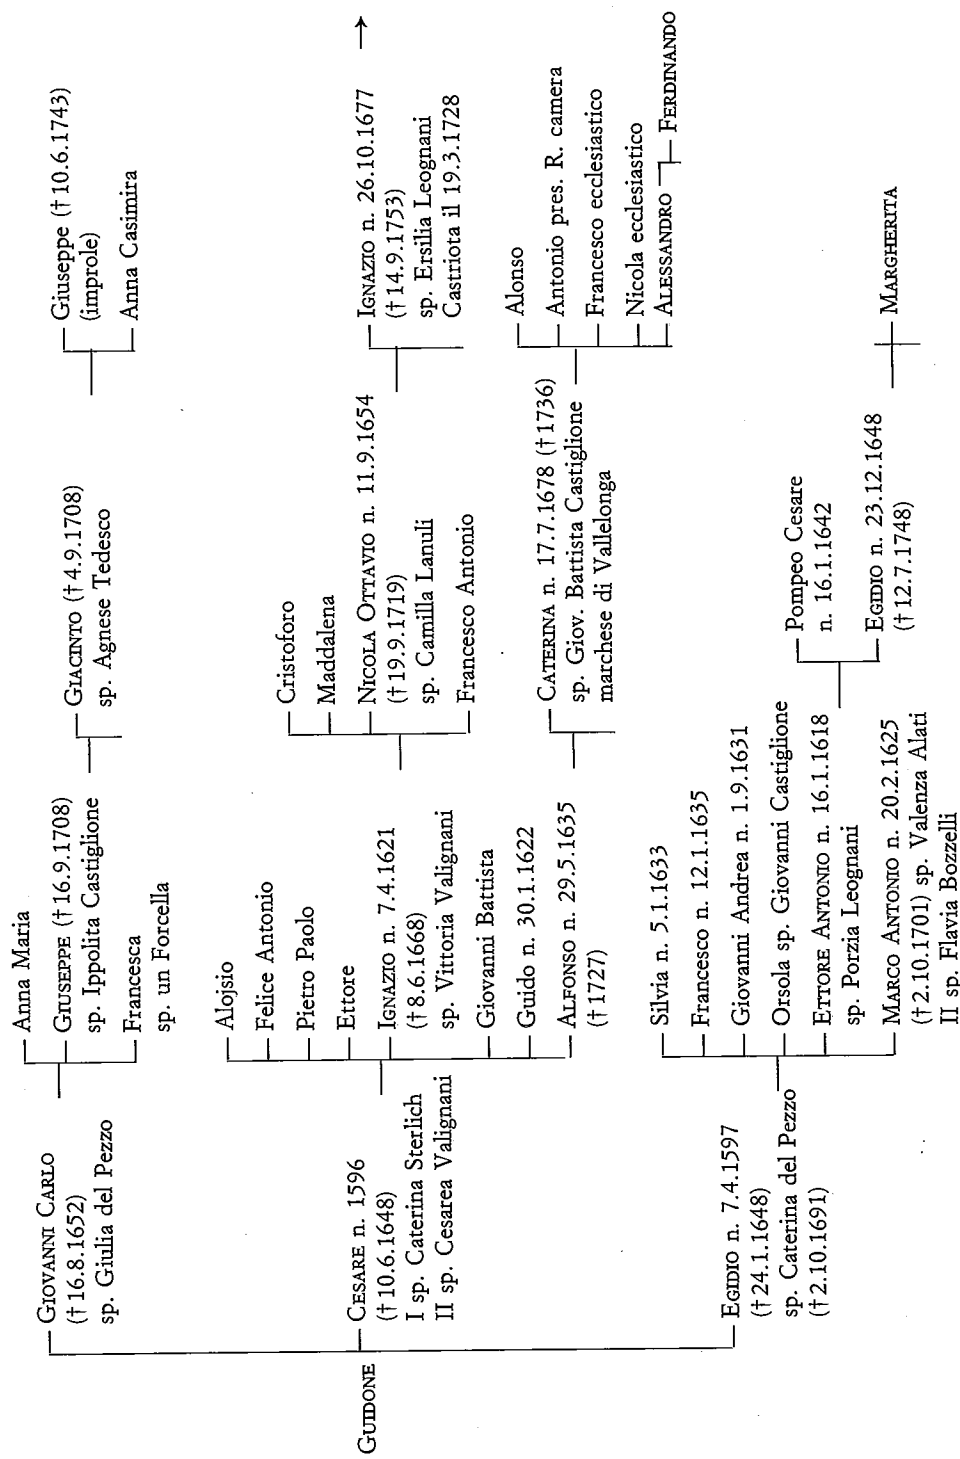 GUIDONE
GIOVANNI CARLO
(† 16.8.1652)
sp. Giulia del Pezzo
Anna Maria
GIUSEPPE († 16.9.1708)
sp. Ippolita Castiglione
Francesca
sp. un Forcella
GIACINTO († 4.9.1708)
sp. Agnese Tedesco
Giuseppe († 10.6.1743)
(improle)
Anna Casimira
CESARE n. 1596
(† 10.6.1648)
I sp. Caterina Sterlich
II sp. Cesarea Valignani
Alojsio
Felice Antonio
Pietro Paolo
Ettore
IGNAZIO n. 7.4.1621
(† 8.6.1668)
sp. Vittoria Valignani
Giovanni Battista
Guido n. 30.1.1622
ALFONSO n. 29.5.1635
(† 1727)
Cristoforo
Maddalena
NICOLA OTTAVIO n. 11.9.1654
(† 19.9.1719)
sp. Camilla Lanuli
Francesco Antonio
IGNAZIO n. 26.10.1677 →
(† 14.9.1753)
sp. Ersilia Leognani
Castriota il 19.3.1728
CATERINA n. 17.7.1678 († 1736)
sp. Giov. Battista Castiglione
marchese di Vallelonga
Alonso
Antonio pres. R. camera
Francesco ecclesiastico
Nicola ecclesiastico
ALESSANDRO
FERDINANDO
EGIDIO n. 7.4.1597
(† 24.1.1648)
sp. Caterina del Pezzo
(† 2.10.1691)
Silvia n. 5.1.1633
Francesco n. 12.1.1635
Giovanni Andrea n. 1.9.1631
Orsola sp. Giovanni Castiglione
ETTORE ANTONIO n. 16.1.1618
sp. Porzia Leognani
MARCO ANTONIO n. 20.2.1625
(† 2.10.1701) sp. Valenza Alati
II sp. Flavia Bozzelli
Pompeo Cesare
n. 16.1.1642
EGIDIO n. 23.12.1648
(† 12.7.1748)
MARGHERITA